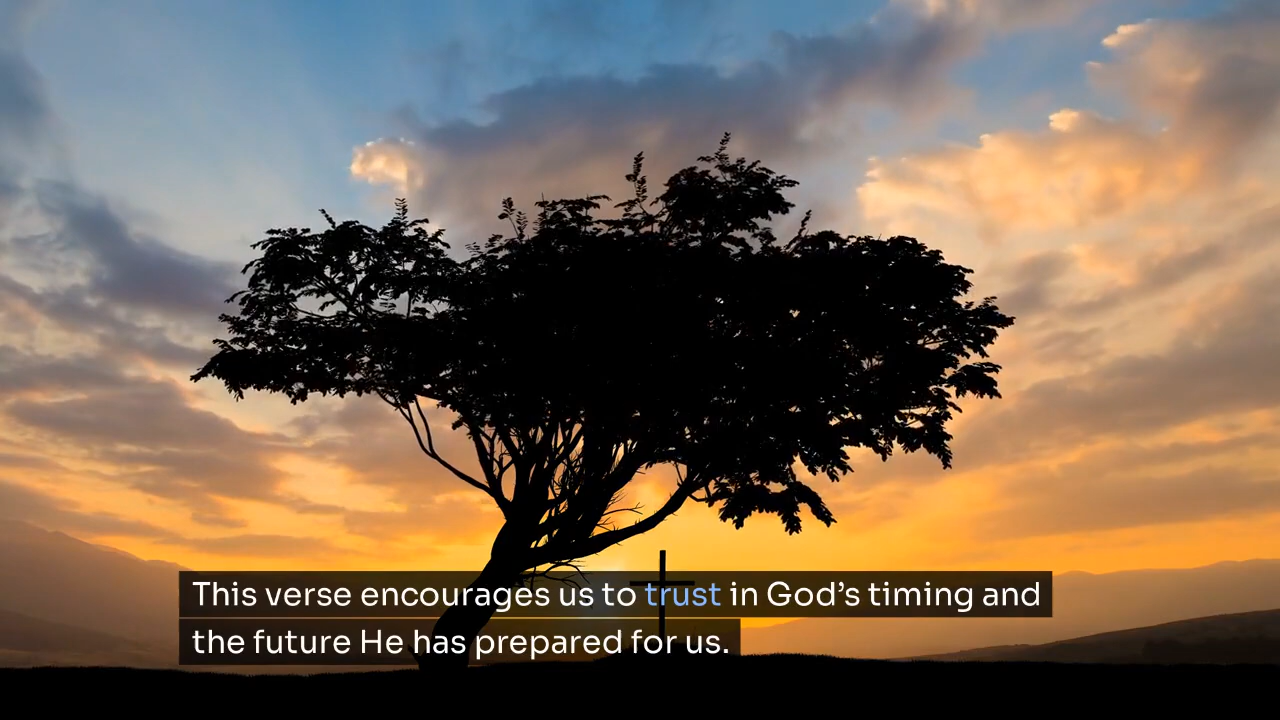 This verse encourages us to trust in God’s timing and
the future He has prepared for us.